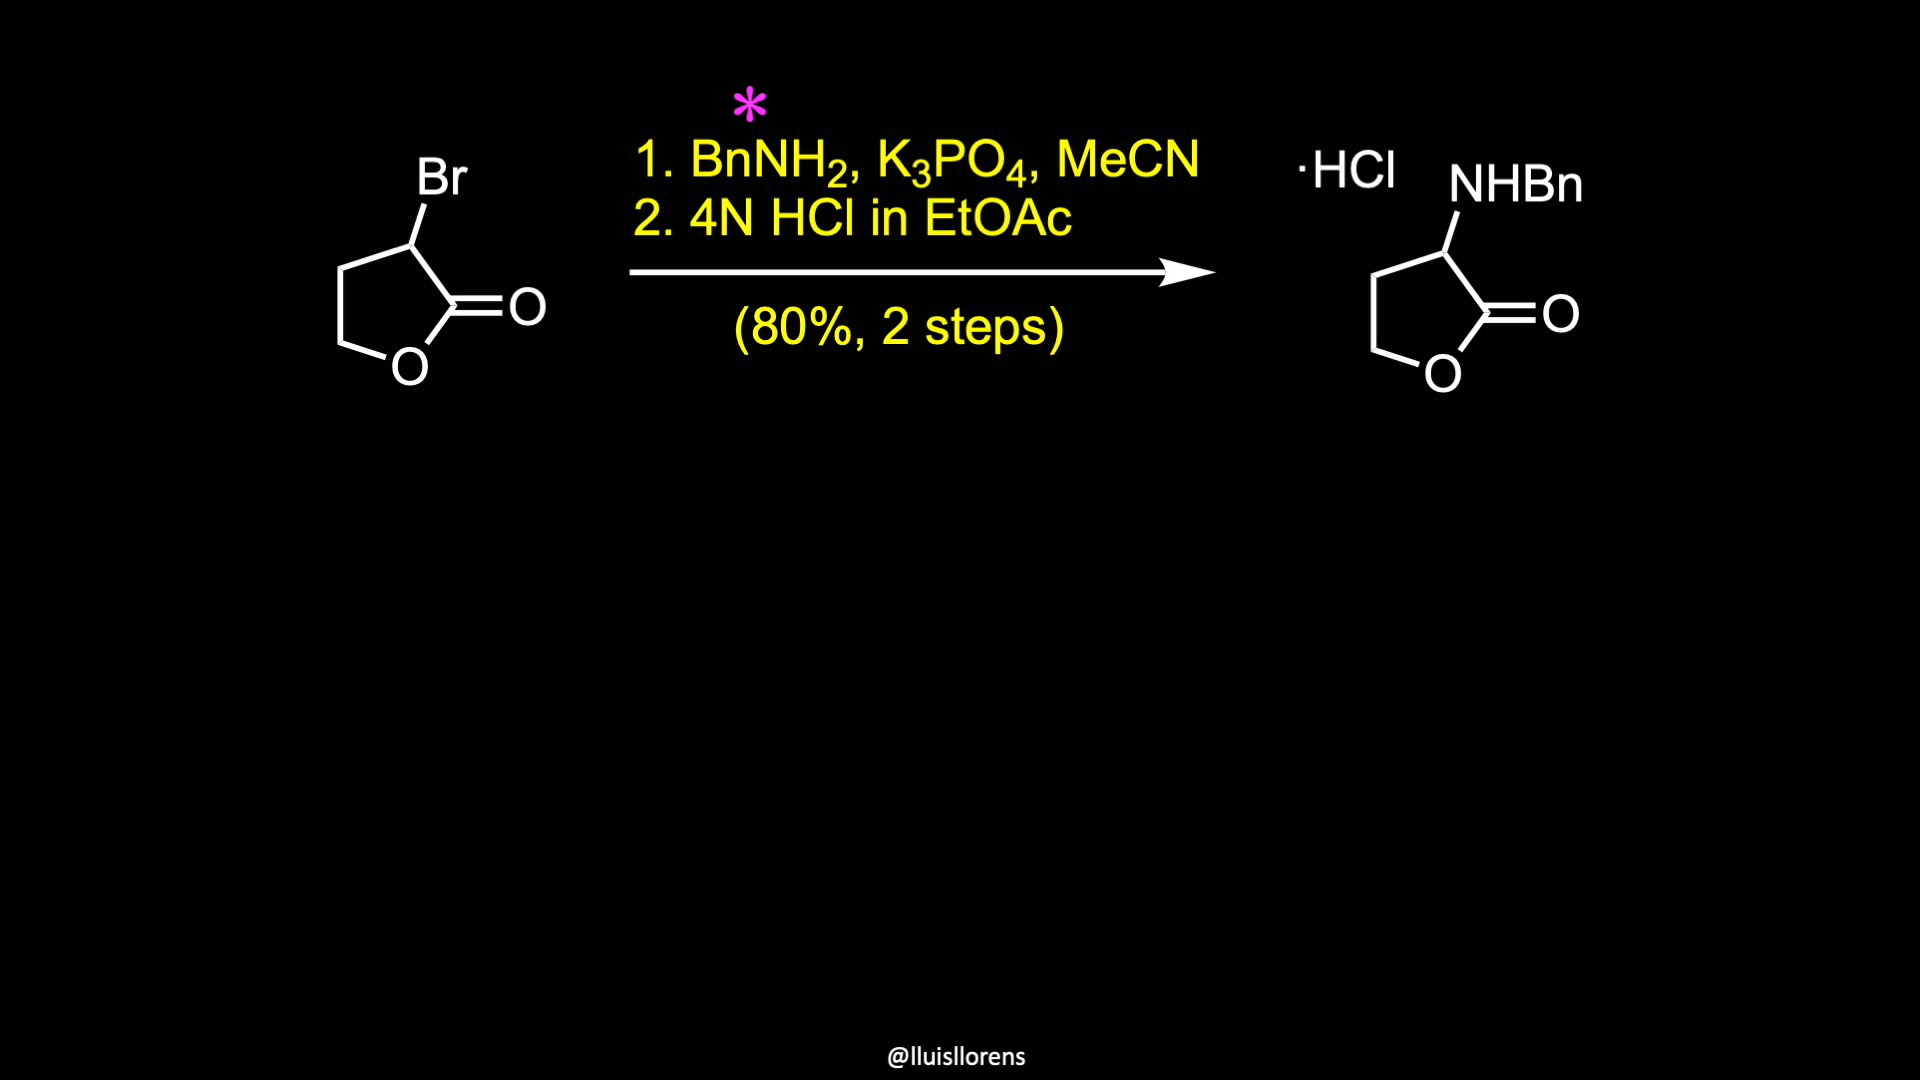 *
1. BnNH₂, K₃PO₄, MeCN
2. 4N HCl in EtOAc
(80%, 2 steps)
Br
O
O
·HCl
NHBn
O
O
@lluisllorens